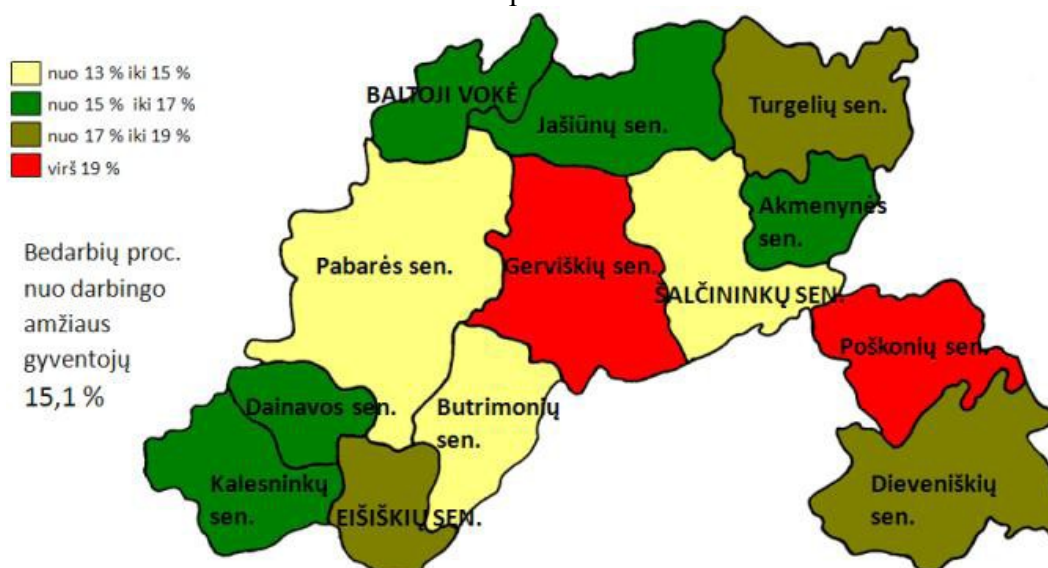 nuo 13 % iki 15 %
nuo 15 % iki 17 %
nuo 17 % iki 19 %
virš 19 %
Bedarbių proc.
nuo darbingo
amžiaus
gyventojų
15,1 %
BALTOJI VOKĖ
Jašiūnų sen.
Turgelių sen.
Akmenynės
sen.
Pabarės sen.
Gerviškių sen.
ŠALČININKŲ SEN.
Poškonių sen.
Dainavos sen.
Butrimonių
sen.
Kalesninkų
sen.
EIŠIŠKIŲ SEN.
Dieveniškių
sen.